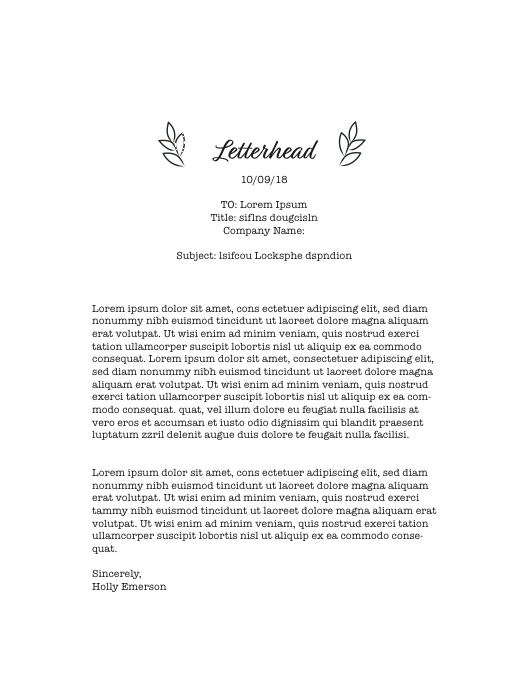 Letterhead
10/09/18
TO: Lorem Ipsum
Title: siflns dougcisln
Company Name:
Subject: lsifcou Locksphe dspndion
Lorem ipsum dolor sit amet, cons ectetuer adipiscing elit, sed diam
nonummy nibh euismod tincidunt ut laoreet dolore magna aliquam
erat volutpat. Ut wisi enim ad minim veniam, quis nostrud exerci
tation ullamcorper suscipit lobortis nisl ut aliquip ex ea commodo
consequat. Lorem ipsum dolor sit amet, consectetuer adipiscing elit,
sed diam nonummy nibh euismod tincidunt ut laoreet dolore magna
aliquam erat volutpat. Ut wisi enim ad minim veniam, quis nostrud
exerci tation ullamcorper suscipit lobortis nisl ut aliquip ex ea com-
modo consequat. quat, vel illum dolore eu feugiat nulla facilisis at
vero eros et accumsan et iusto odio dignissim qui blandit praesent
luptatum zzril delenit augue duis dolore te feugait nulla facilisi.
Lorem ipsum dolor sit amet, cons ectetuer adipiscing elit, sed diam
nonummy nibh euismod tincidunt ut laoreet dolore magna aliquam
erat volutpat. Ut wisi enim ad minim veniam, quis nostrud exerci
tammy nibh euismod tincidunt ut laoreet dolore magna aliquam erat
volutpat. Ut wisi enim ad minim veniam, quis nostrud exerci tation
ullamcorper suscipit lobortis nisl ut aliquip ex ea commodo conse-
quat.
Sincerely,
Holly Emerson